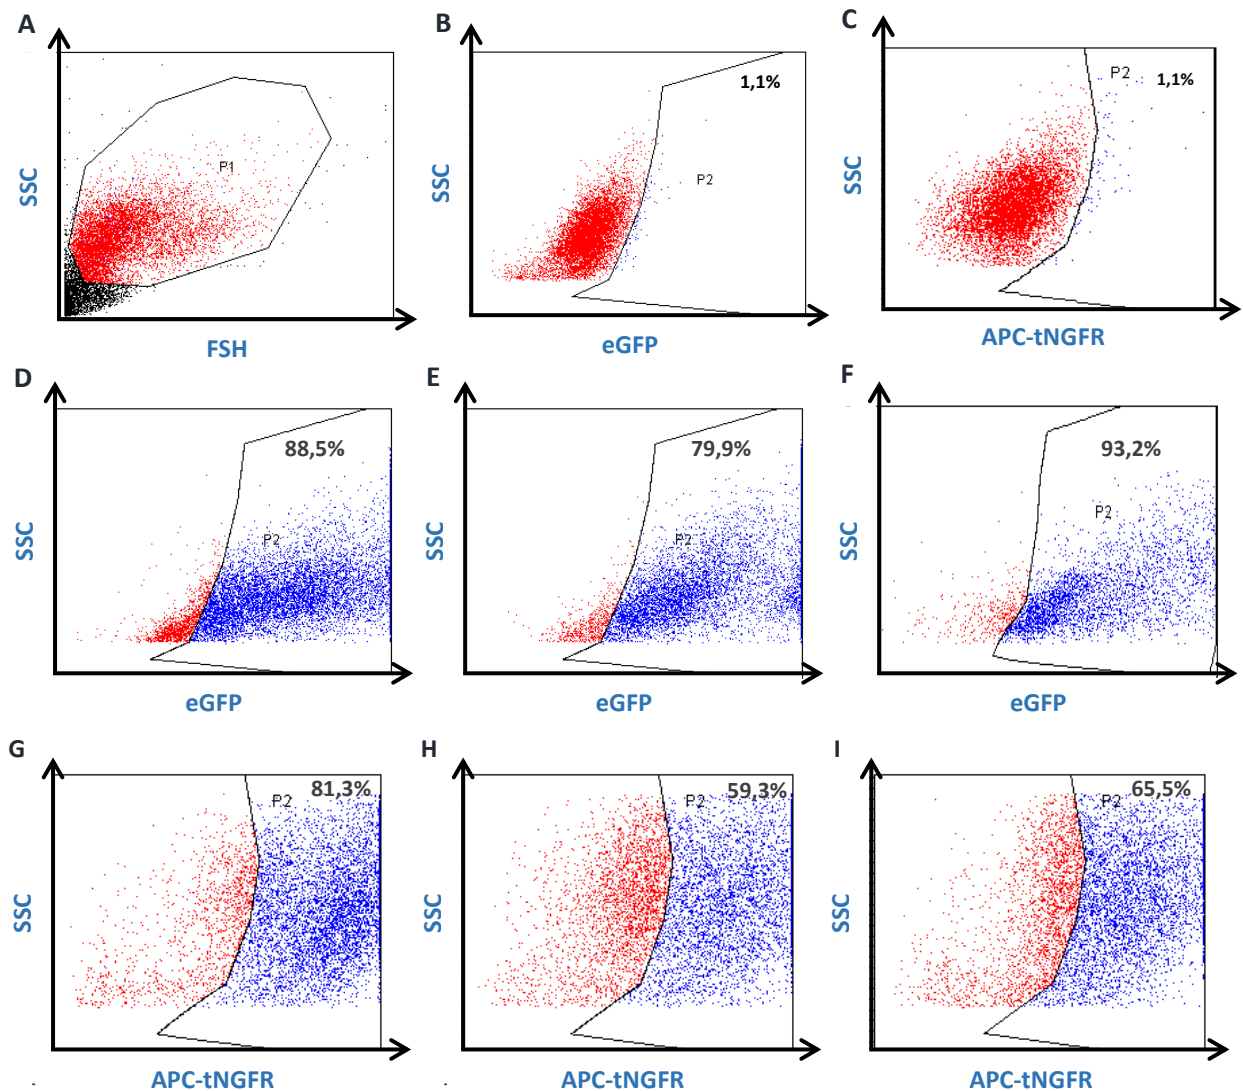 A
B
C
SSC
P1
FSH
SSC
1,1%
P2
eGFP
SSC
P2
1,1%
APC-tNGFR
D
E
F
SSC
88,5%
P2
eGFP
SSC
79,9%
P2
eGFP
SSC
93,2%
P2
eGFP
G
H
I
SSC
P2
81,3%
APC-tNGFR
SSC
P2
59,3%
APC-tNGFR
SSC
P2
65,5%
APC-tNGFR